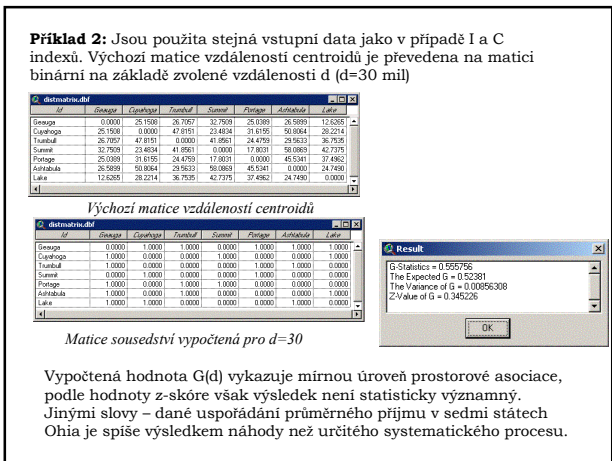 Příklad 2: Jsou použita stejná vstupní data jako v případě I a C
indexů. Výchozí matice vzdáleností centroidů je převedena na matici
binární na základě zvolené vzdálenosti d (d=30 mil)
distmatrix.dbf
Id Geauga Cuyahoga Trumbull Summit Portage Ashtabula Lake
Geauga 0.0000 25.1508 26.7057 32.7509 25.0389 26.5899 12.6265
Cuyahoga 25.1508 0.0000 47.8151 23.4834 31.6155 50.8064 28.2214
Trumbull 26.7057 47.8151 0.0000 41.8561 24.4759 29.5633 36.7535
Summit 32.7509 23.4834 41.8561 0.0000 17.8031 58.0869 42.7375
Portage 25.0389 31.6155 24.4759 17.8031 0.0000 45.5341 37.4962
Ashtabula 26.5899 50.8064 29.5633 58.0869 45.5341 0.0000 24.7490
Lake 12.6265 28.2214 36.7535 42.7375 37.4962 24.7490 0.0000
Výchozí matice vzdáleností centroidů
distmatrix.dbf
Id Geauga Cuyahoga Trumbull Summit Portage Ashtabula Lake
Geauga 0.0000 1.0000 1.0000 0.0000 1.0000 1.0000 1.0000
Cuyahoga 1.0000 0.0000 0.0000 1.0000 0.0000 0.0000 1.0000
Trumbull 1.0000 0.0000 0.0000 0.0000 1.0000 1.0000 0.0000
Summit 0.0000 1.0000 0.0000 0.0000 1.0000 0.0000 0.0000
Portage 1.0000 0.0000 1.0000 1.0000 0.0000 0.0000 0.0000
Ashtabula 1.0000 0.0000 1.0000 0.0000 0.0000 0.0000 1.0000
Lake 1.0000 1.0000 0.0000 0.0000 0.0000 1.0000 0.0000
Matice sousedství vypočtená pro d=30
Result
G-Statistics = 0.555756
The Expected G = 0.52381
The Variance of G = 0.00856308
Z-Value of G = 0.345226
OK
Vypočtená hodnota G(d) vykazuje mírnou úroveň prostorové asociace,
podle hodnoty z-skóre však výsledek není statisticky významný.
Jinými slovy – dané uspořádání průměrného příjmu v sedmi státech
Ohia je spíše výsledkem náhody než určitého systematického procesu.